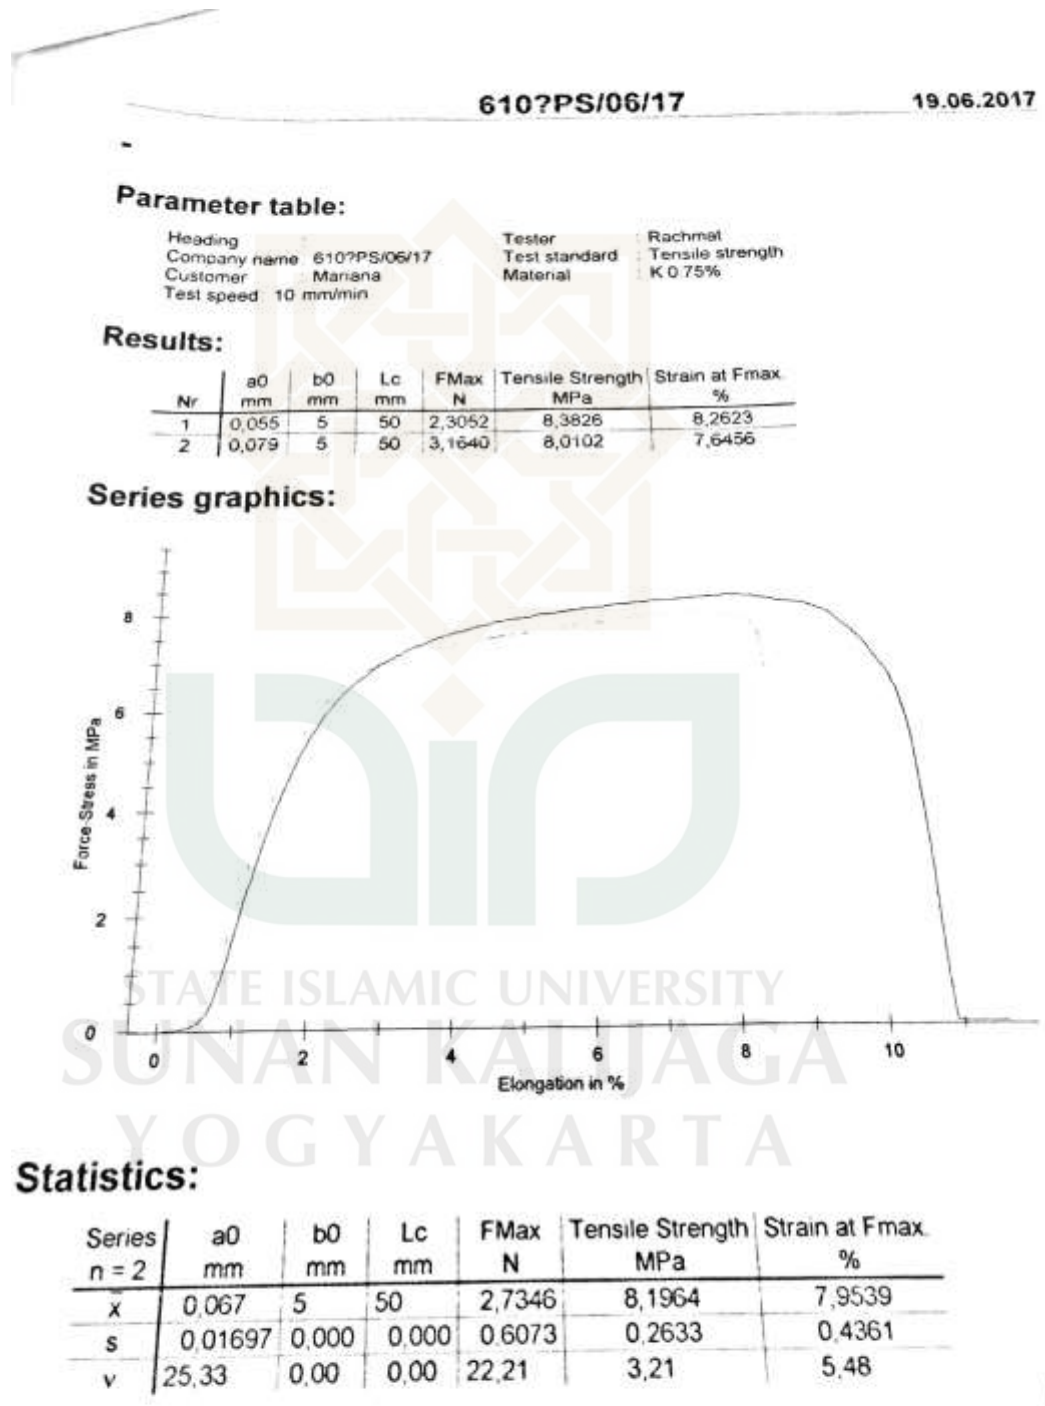 610?PS/06/17 19.06.2017
-
Parameter table:
Heading : Tester : Rachmat
Company name : 610?PS/06/17 Test standard : Tensile strength
Customer : Mariana Material : K 0.75%
Test speed : 10 mm/min
Results:
Nr a0 mm b0 mm Lc mm FMax N Tensile Strength MPa Strain at Fmax. %
1 0,055 5 50 2,3052 8,3826 8,2623
2 0,079 5 50 3,1640 8,0102 7,6456
Series graphics:
Force-Stress in MPa
8
6
4
2
0
0 2 4 6 8 10
Elongation in %
STATE ISLAMIC UNIVERSITY
SUNAN KALIJAGA
YOGYAKARTA
Statistics:
Series a0 b0 Lc FMax Tensile Strength Strain at Fmax.
n = 2 mm mm mm N MPa %
x̄ 0,067 5 50 2,7346 8,1964 7,9539
s 0,01697 0,000 0,000 0,6073 0,2633 0,4361
v 25,33 0,00 0,00 22,21 3,21 5,48